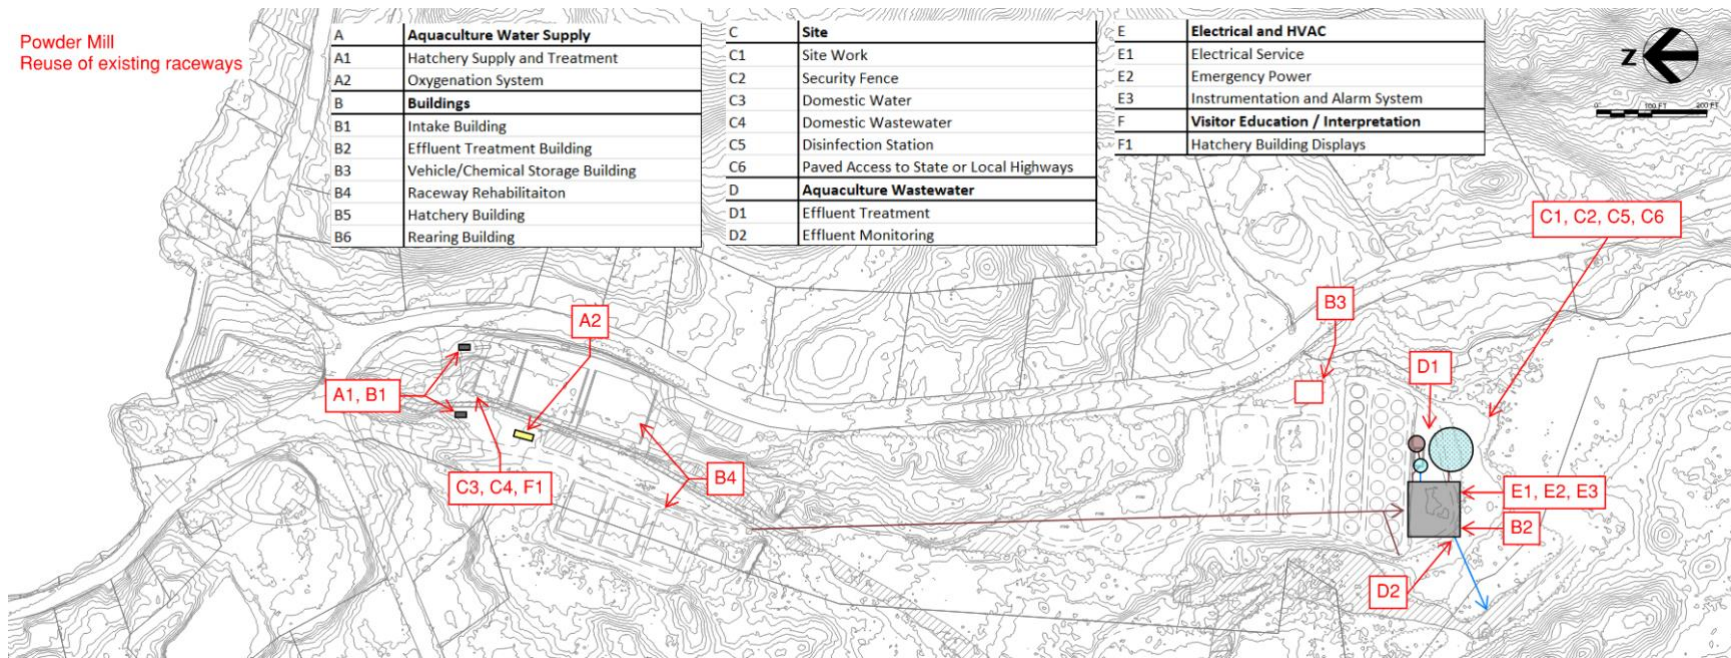 Powder Mill
Reuse of existing raceways
A Aquaculture Water Supply
A1 Hatchery Supply and Treatment
A2 Oxygenation System
B Buildings
B1 Intake Building
B2 Effluent Treatment Building
B3 Vehicle/Chemical Storage Building
B4 Raceway Rehabilitaiton
B5 Hatchery Building
B6 Rearing Building
C Site
C1 Site Work
C2 Security Fence
C3 Domestic Water
C4 Domestic Wastewater
C5 Disinfection Station
C6 Paved Access to State or Local Highways
D Aquaculture Wastewater
D1 Effluent Treatment
D2 Effluent Monitoring
E Electrical and HVAC
E1 Electrical Service
E2 Emergency Power
E3 Instrumentation and Alarm System
F Visitor Education / Interpretation
F1 Hatchery Building Displays
Z
0' 100 FT 200 FT
C1, C2, C5, C6
B3
A2
D1
A1, B1
B4
C3, C4, F1
E1, E2, E3
B2
D2